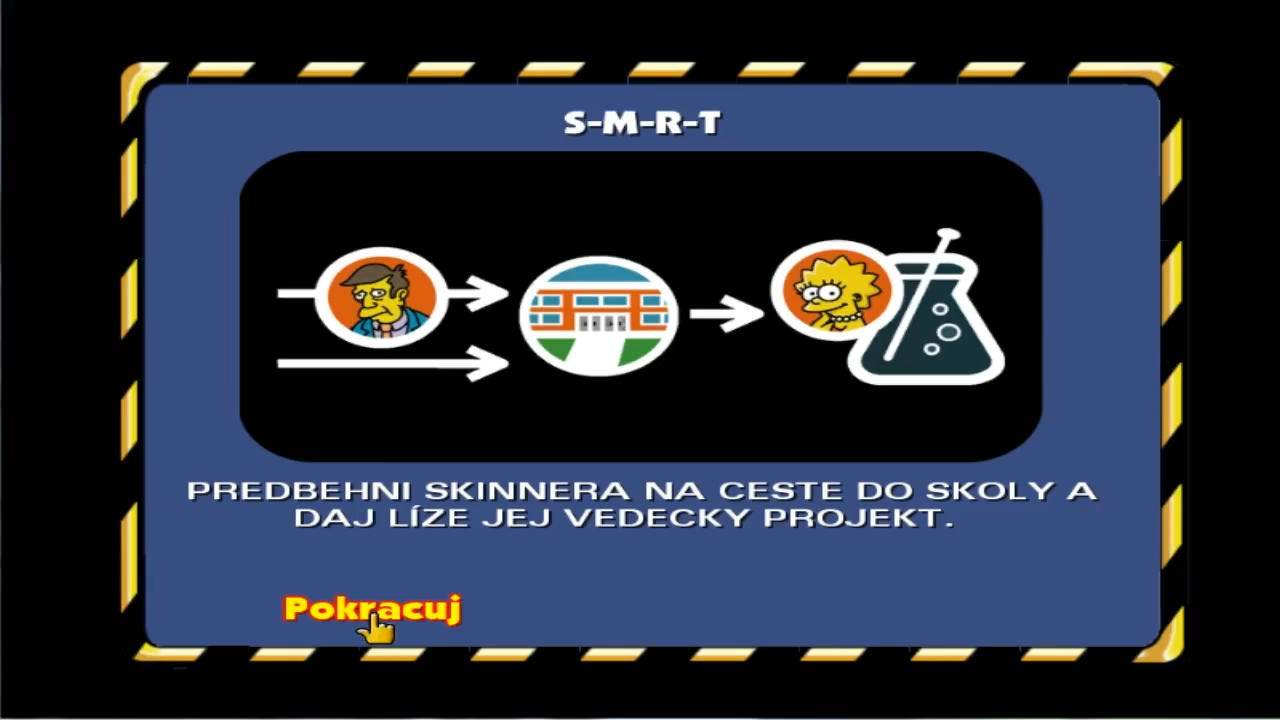 S-M-R-T
PREDBEHNI SKINNERA NA CESTE DO SKOLY A
DAJ LÍZE JEJ VEDECKY PROJEKT.
Pokracuj